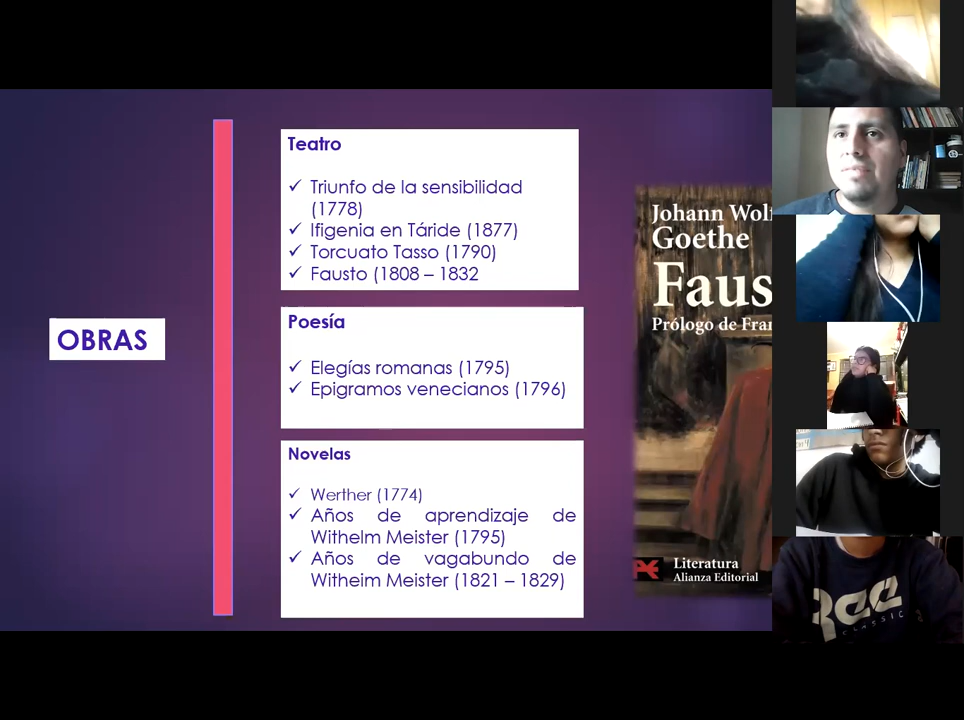 OBRAS
Teatro
✓ Triunfo de la sensibilidad
(1778)
✓ Ifigenia en Táride (1877)
✓ Torcuato Tasso (1790)
✓ Fausto (1808 – 1832
Poesía
✓ Elegías romanas (1795)
✓ Epigramos venecianos (1796)
Novelas
✓ Werther (1774)
✓ Años de aprendizaje de
Withelm Meister (1795)
✓ Años de vagabundo de
Witheim Meister (1821 – 1829)
Johann Wolf
Goethe
Faus
Prólogo de Fran
Literatura
Alianza Editorial
CLASSIC